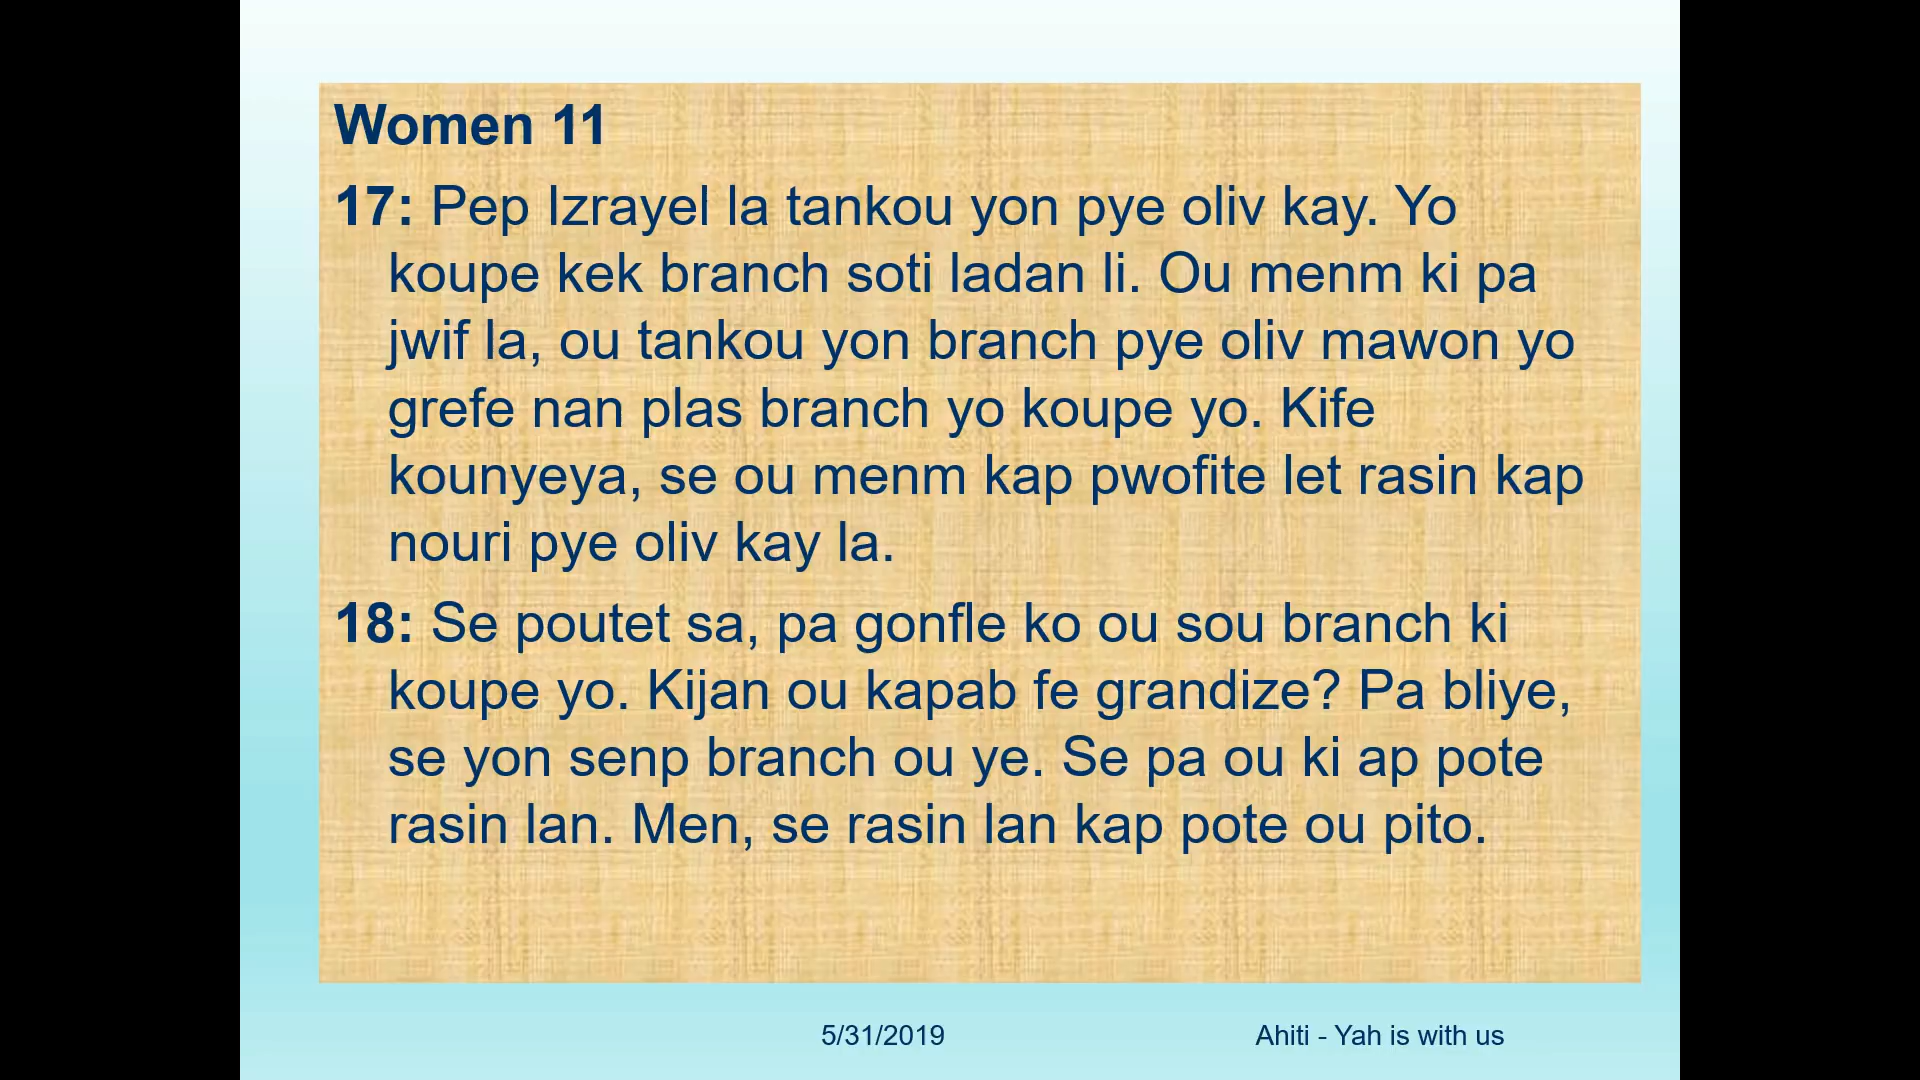 Women 11
17: Pep Izrayel la tankou yon pye oliv kay. Yo
koupe kek branch soti ladan li. Ou menm ki pa
jwif la, ou tankou yon branch pye oliv mawon yo
grefe nan plas branch yo koupe yo. Kife
kounyeya, se ou menm kap pwofite let rasin kap
nouri pye oliv kay la.
18: Se poutet sa, pa gonfle ko ou sou branch ki
koupe yo. Kijan ou kapab fe grandize? Pa bliye,
se yon senp branch ou ye. Se pa ou ki ap pote
rasin lan. Men, se rasin lan kap pote ou pito.
5/31/2019
Ahiti - Yah is with us